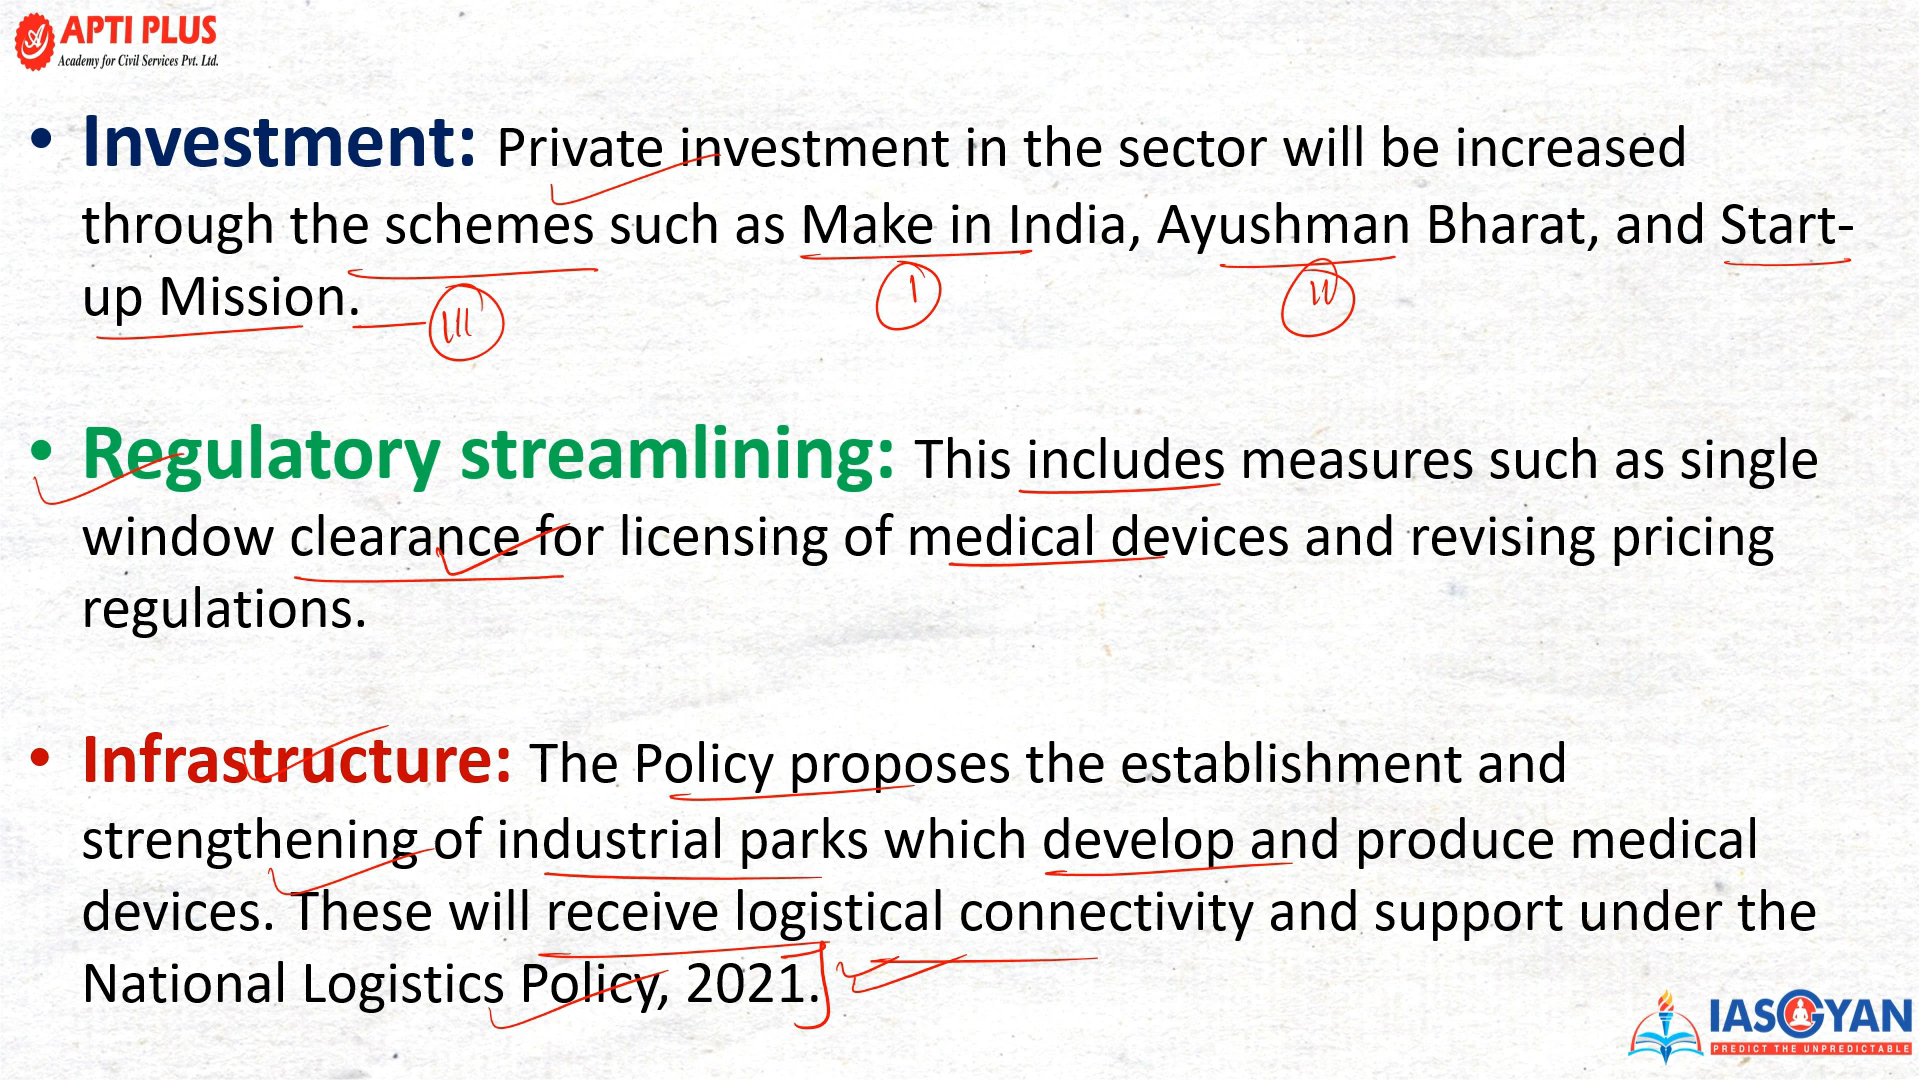 APTI PLUS
Academy for Civil Services Pvt. Ltd.
• Investment: Private investment in the sector will be increased
through the schemes such as Make in India, Ayushman Bharat, and Start-
up Mission.
III
I
II
• Regulatory streamlining: This includes measures such as single
window clearance for licensing of medical devices and revising pricing
regulations.
• Infrastructure: The Policy proposes the establishment and
strengthening of industrial parks which develop and produce medical
devices. These will receive logistical connectivity and support under the
National Logistics Policy, 2021.
IASGYAN
PREDICT THE UNPREDICTABLE